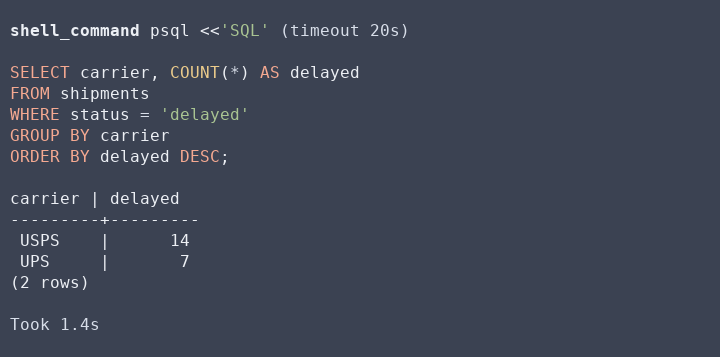 shell_command psql <<'SQL' (timeout 20s)
SELECT carrier, COUNT(*) AS delayed
FROM shipments
WHERE status = 'delayed'
GROUP BY carrier
ORDER BY delayed DESC;
carrier | delayed
---------+---------
 USPS    |      14
 UPS     |       7
(2 rows)
Took 1.4s